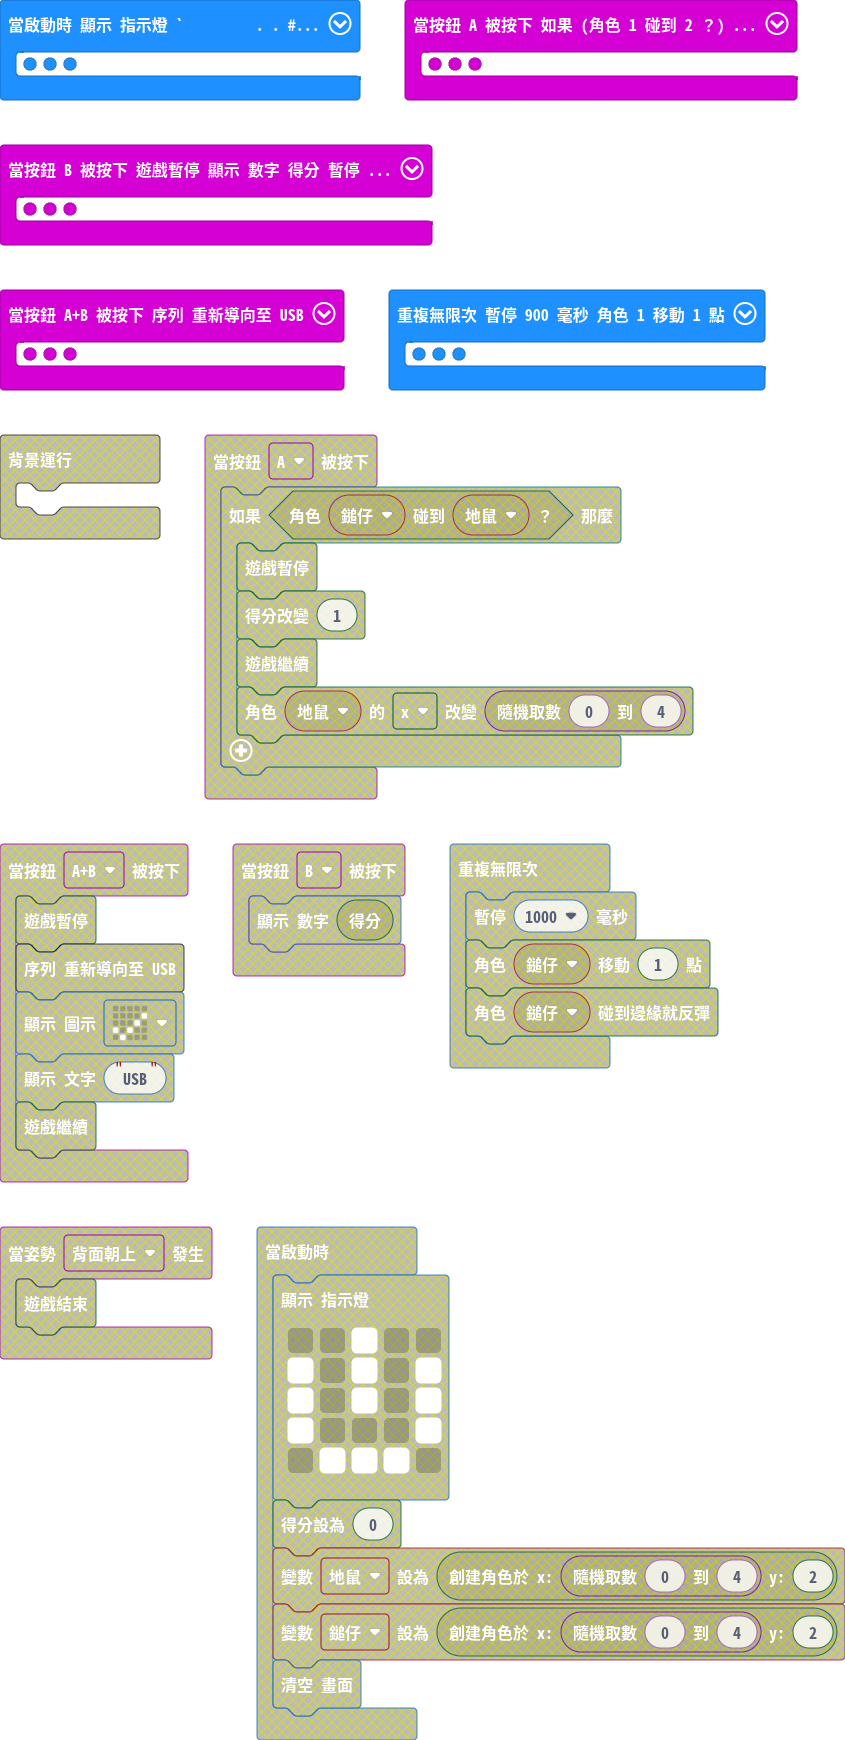 當啟動時 顯示 指示燈 ` . . #...
當按鈕 A 被按下 如果 (角色 1 碰到 2 ?) ...
當按鈕 B 被按下 遊戲暫停 顯示 數字 得分 暫停 ...
當按鈕 A+B 被按下 序列 重新導向至 USB
重複無限次 暫停 900 毫秒 角色 1 移動 1 點
背景運行
當按鈕 A 被按下
如果 角色 鎚仔 碰到 地鼠 ? 那麼
遊戲暫停
得分改變 1
遊戲繼續
角色 地鼠 的 x 改變 隨機取數 0 到 4
當按鈕 A+B 被按下
遊戲暫停
序列 重新導向至 USB
顯示 圖示
顯示 文字 "USB"
遊戲繼續
當按鈕 B 被按下
顯示 數字 得分
重複無限次
暫停 1000 毫秒
角色 鎚仔 移動 1 點
角色 鎚仔 碰到邊緣就反彈
當姿勢 背面朝上 發生
遊戲結束
當啟動時
顯示 指示燈
得分設為 0
變數 地鼠 設為 創建角色於 x: 隨機取數 0 到 4 y: 2
變數 鎚仔 設為 創建角色於 x: 隨機取數 0 到 4 y: 2
清空 畫面